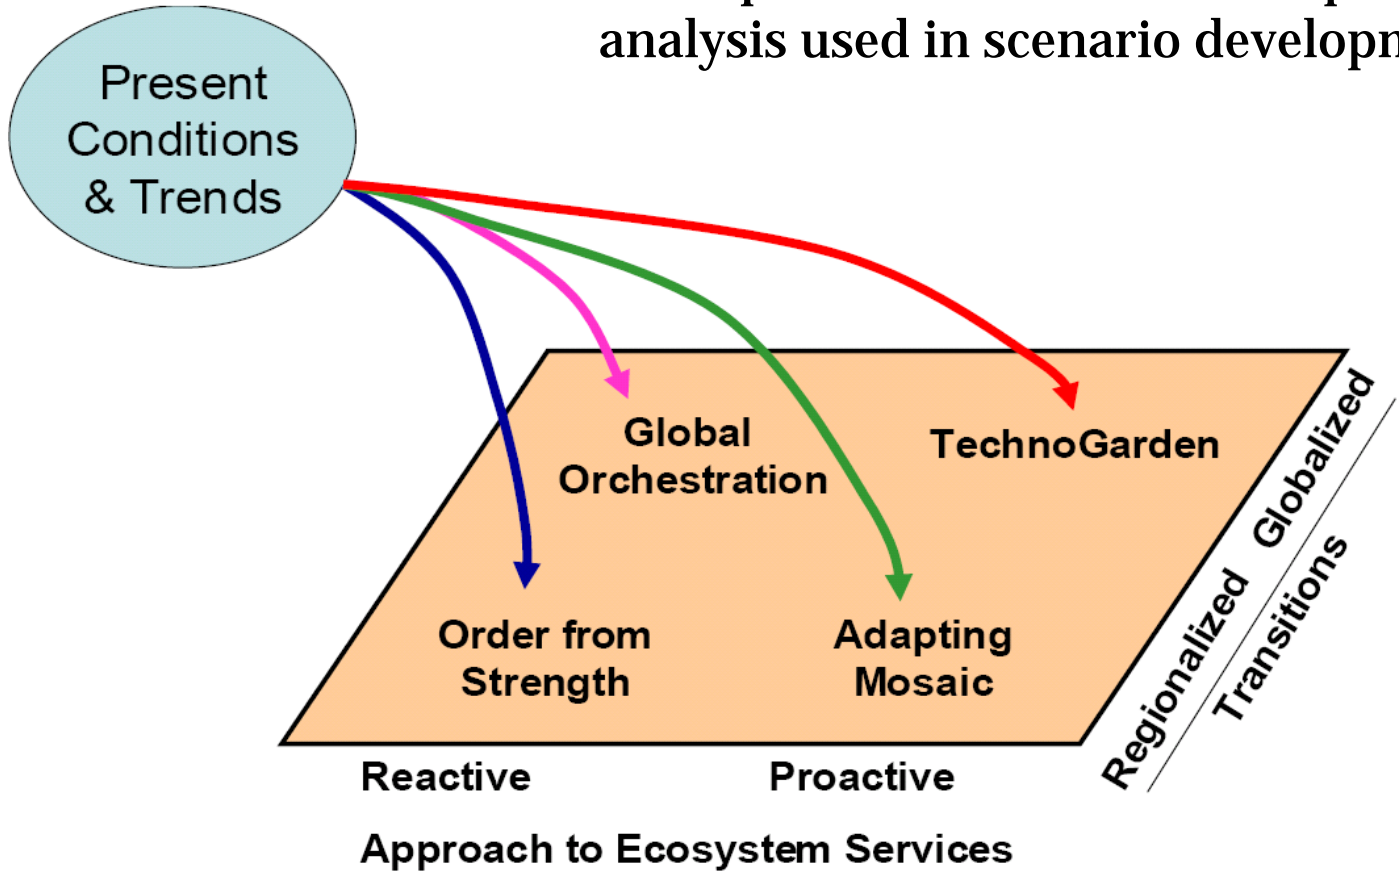 analysis used in scenario
Present
Conditions
& Trends
Global
Orchestration
TechnoGarden
Order from
Strength
Adapting
Mosaic
Regionalized Globalized
Transitions
Reactive Proactive
Approach to Ecosystem Services